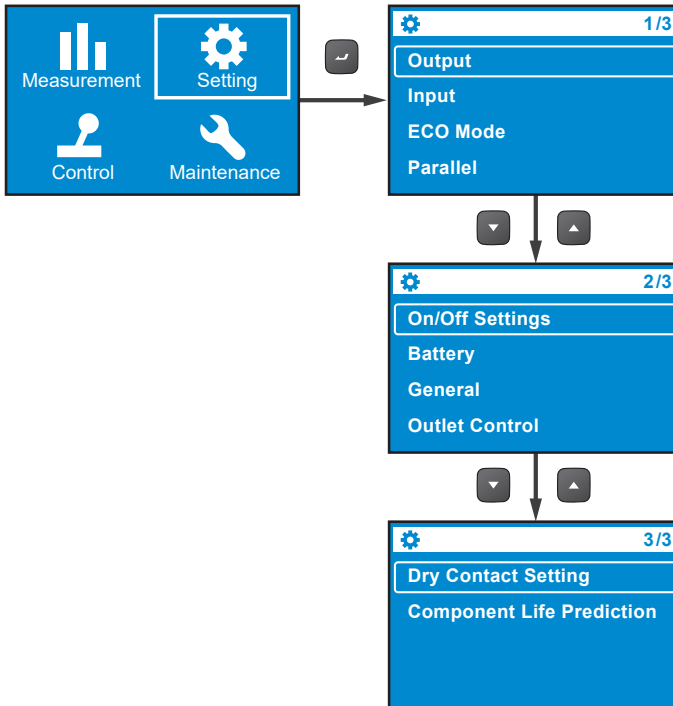 Measurement
Setting
Control
Maintenance
1/3
Output
Input
ECO Mode
Parallel
2/3
On/Off Settings
Battery
General
Outlet Control
3/3
Dry Contact Setting
Component Life Prediction